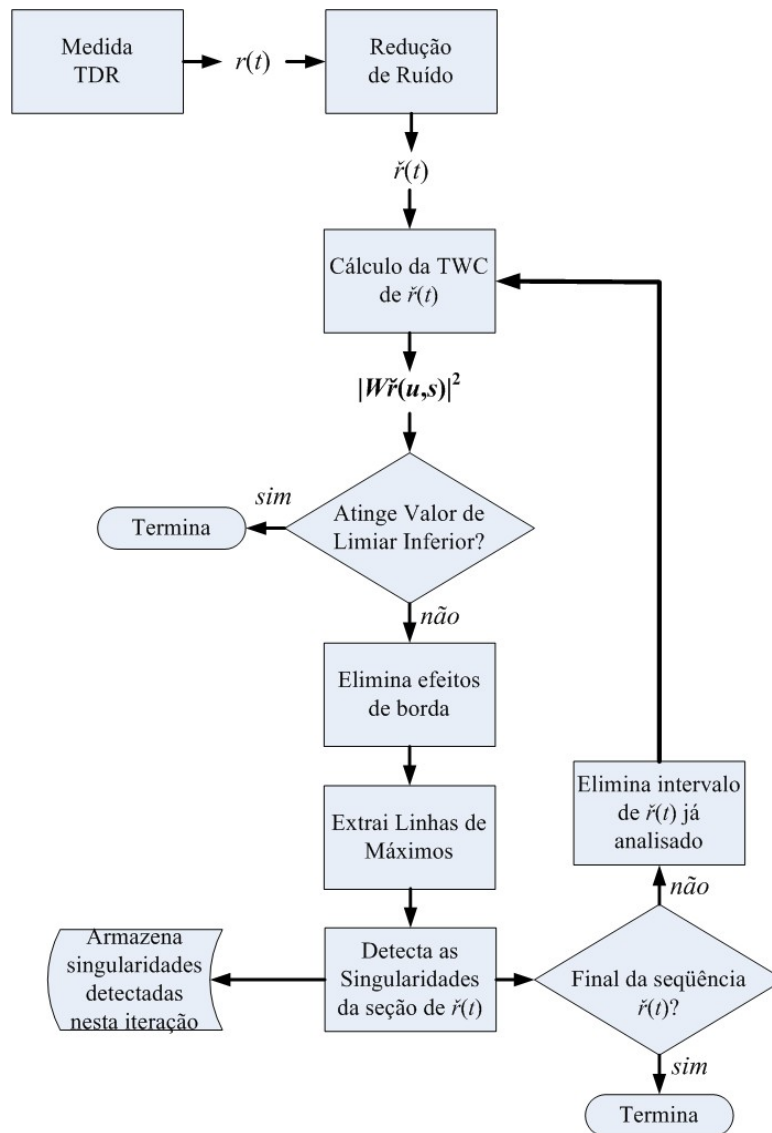 Medida
TDR
r(t)
Redução
de Ruído
ř(t)
Cálculo da TWC
de ř(t)
|Wř(u,s)|²
Atinge Valor de
Limiar Inferior?
sim
Termina
não
Elimina efeitos
de borda
Extrai Linhas de
Máximos
Detecta as
Singularidades
da seção de ř(t)
Armazena
singularidades
detectadas
nesta iteração
Final da seqüência
ř(t)?
não
Elimina intervalo
de ř(t) já
analisado
sim
Termina